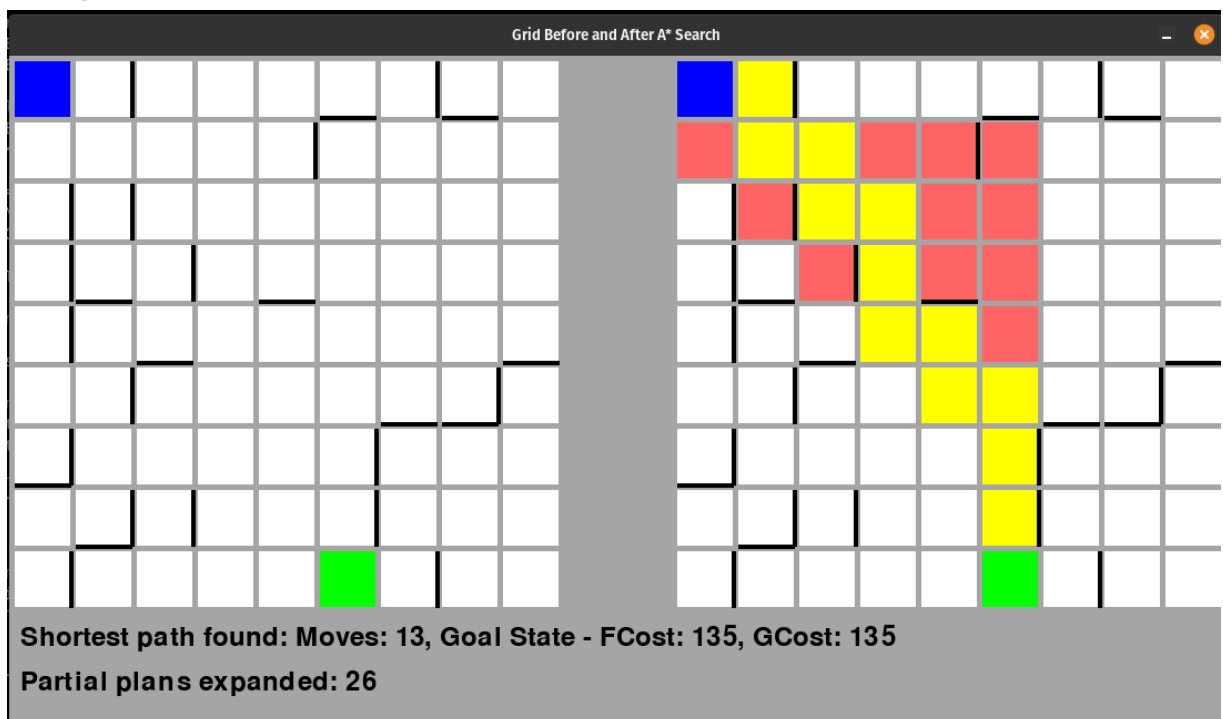 Grid Before and After A* Search
Shortest path found: Moves: 13, Goal State - FCost: 135, GCost: 135
Partial plans expanded: 26